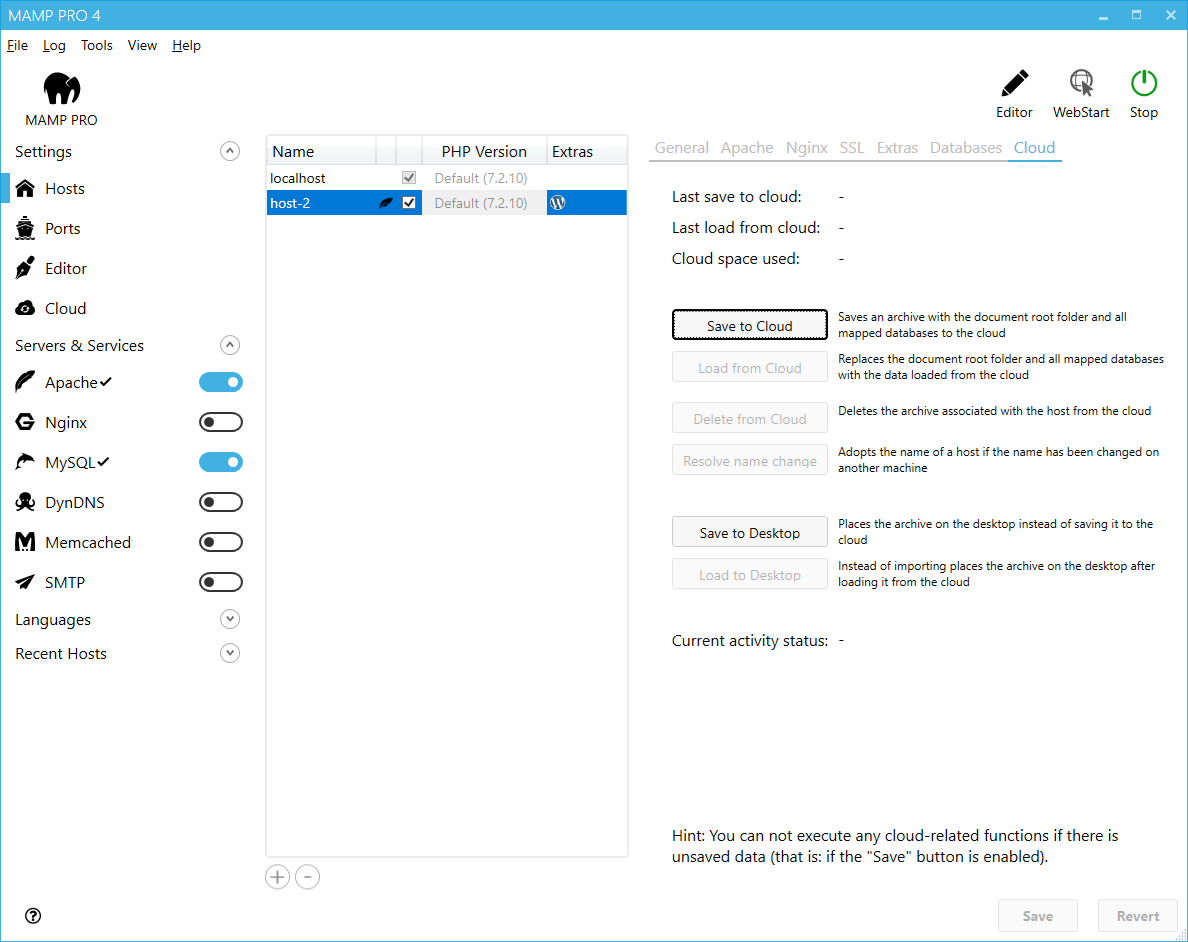 MAMP PRO 4
File Log Tools View Help
MAMP PRO
Editor WebStart Stop
Settings
Hosts
Ports
Editor
Cloud
Servers & Services
Apache
Nginx
MySQL
DynDNS
Memcached
SMTP
Languages
Recent Hosts
Name PHP Version Extras
localhost Default (7.2.10)
host-2 Default (7.2.10)
General Apache Nginx SSL Extras Databases Cloud
Last save to cloud: -
Last load from cloud: -
Cloud space used: -
Save to Cloud
Saves an archive with the document root folder and all
mapped databases to the cloud
Load from Cloud
Replaces the document root folder and all mapped databases
with the data loaded from the cloud
Delete from Cloud
Deletes the archive associated with the host from the cloud
Resolve name change
Adopts the name of a host if the name has been changed on
another machine
Save to Desktop
Places the archive on the desktop instead of saving it to the
cloud
Load to Desktop
Instead of importing places the archive on the desktop after
loading it from the cloud
Current activity status: -
Hint: You can not execute any cloud-related functions if there is
unsaved data (that is: if the "Save" button is enabled).
Save Revert